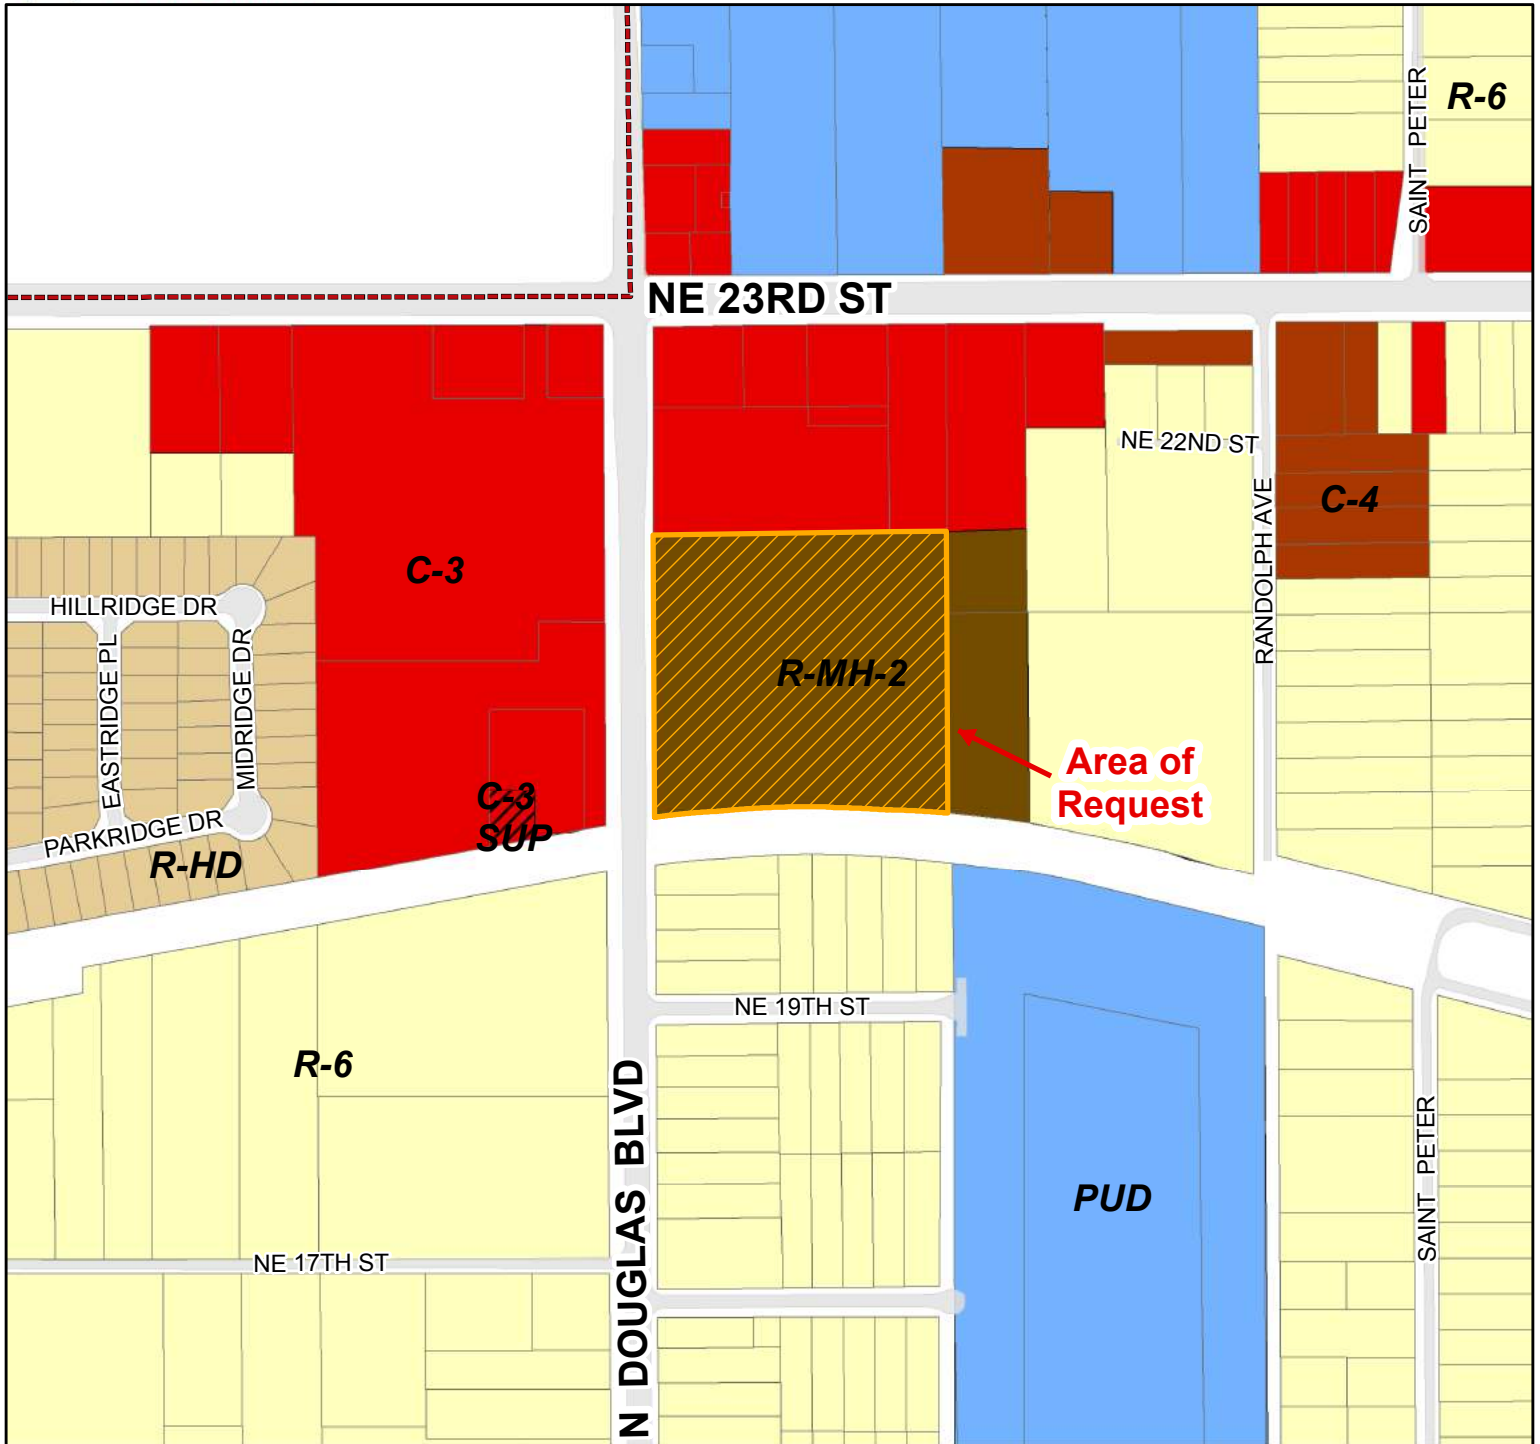 R-6
SAINT PETER
NE 23RD ST
NE 22ND ST
C-4
C-3
RANDOLPH AVE
HILLRIDGE DR
EASTRIDGE PL
MIDRIDGE DR
R-MH-2
Area of
Request
C-3
SUP
PARKRIDGE DR
R-HD
NE 19TH ST
R-6
N DOUGLAS BLVD
PUD
SAINT PETER
NE 17TH ST